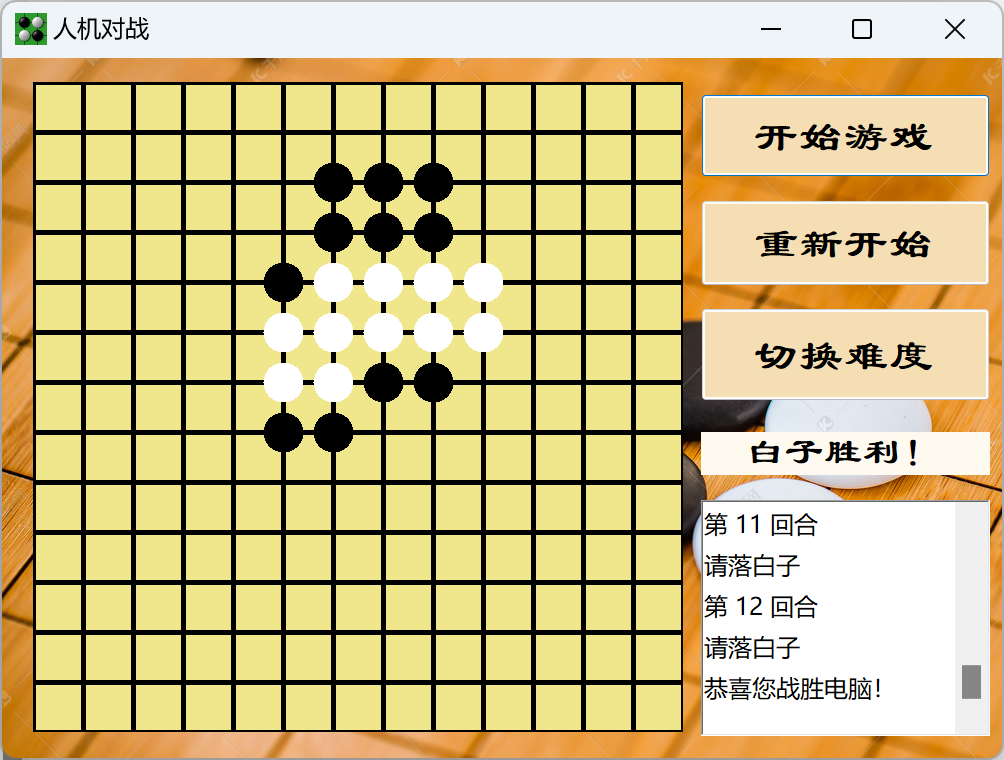 人机对战
开始游戏
重新开始
切换难度
白子胜利！
第 11 回合
请落白子
第 12 回合
请落白子
恭喜您战胜电脑！